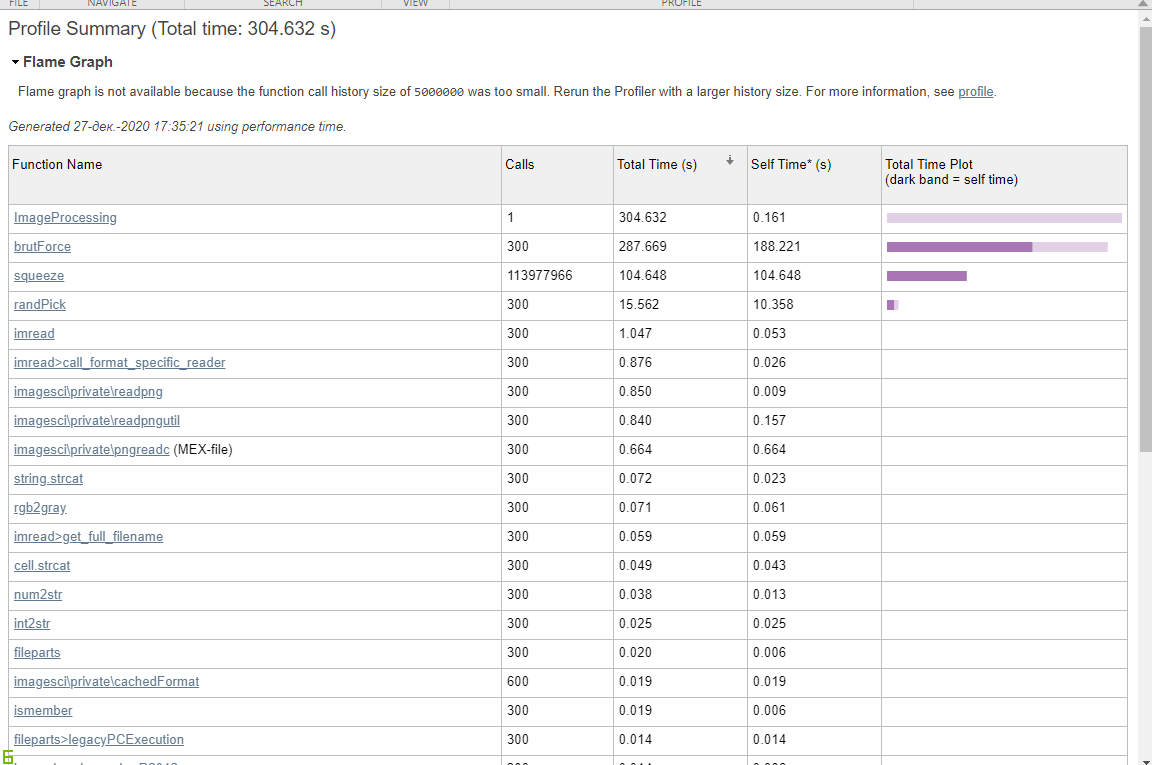 FILE NAVIGATE SEARCH VIEW PROFILE
Profile Summary (Total time: 304.632 s)
Flame Graph
Flame graph is not available because the function call history size of 5000000 was too small. Rerun the Profiler with a larger history size. For more information, see profile.
Generated 27-дек.-2020 17:35:21 using performance time.
Function Name Calls Total Time (s) Self Time* (s) Total Time Plot
(dark band = self time)
ImageProcessing 1 304.632 0.161
brutForce 300 287.669 188.221
squeeze 113977966 104.648 104.648
randPick 300 15.562 10.358
imread 300 1.047 0.053
imread>call_format_specific_reader 300 0.876 0.026
imagesci\private\readpng 300 0.850 0.009
imagesci\private\readpngutil 300 0.840 0.157
imagesci\private\pngreadc (MEX-file) 300 0.664 0.664
string.strcat 300 0.072 0.023
rgb2gray 300 0.071 0.061
imread>get_full_filename 300 0.059 0.059
cell.strcat 300 0.049 0.043
num2str 300 0.038 0.013
int2str 300 0.025 0.025
fileparts 300 0.020 0.006
imagesci\private\cachedFormat 600 0.019 0.019
ismember 300 0.019 0.006
fileparts>legacyPCExecution 300 0.014 0.014